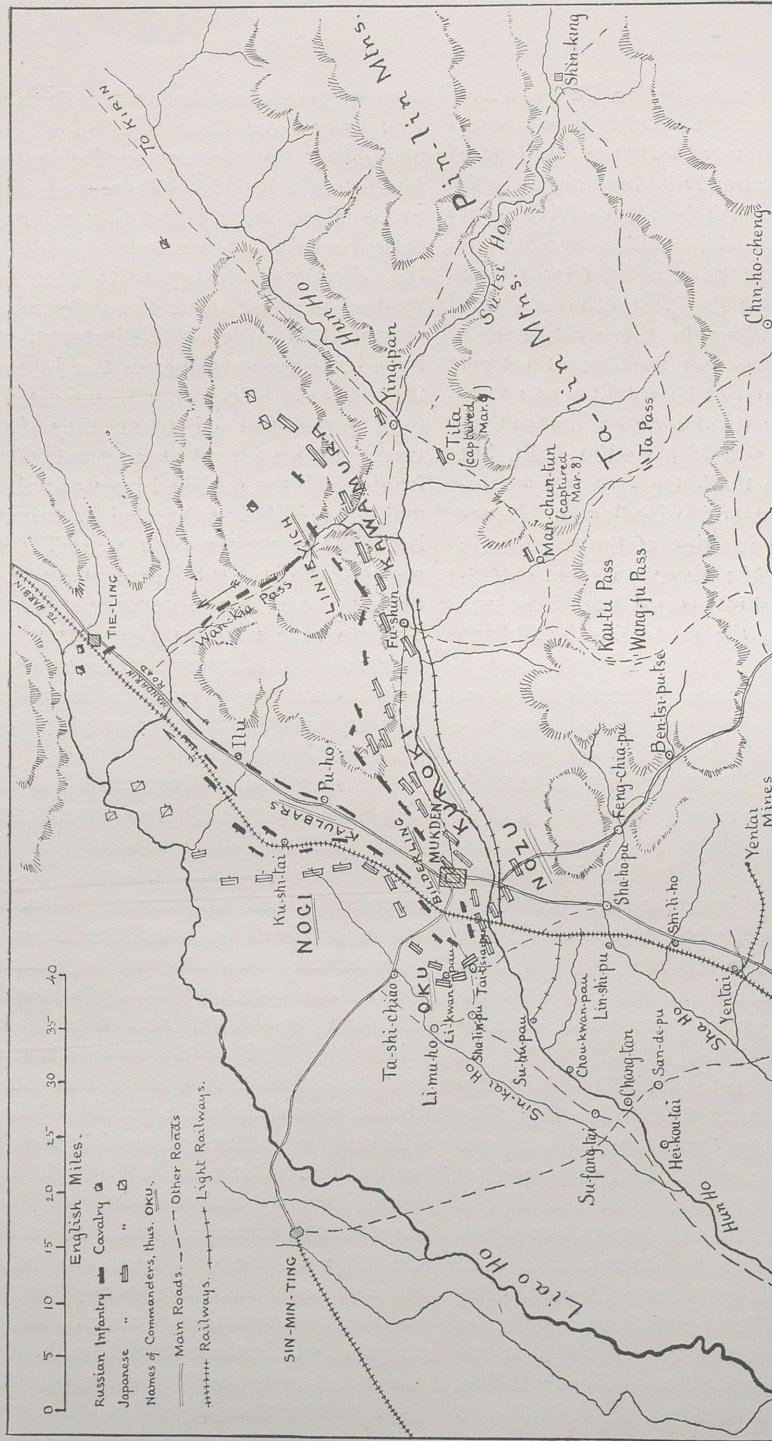 0 5 10 15 20 25 30 35 40
English Miles.
Russian Infantry Cavalry
Japanese " "
Names of Commanders, thus. OKU.
Main Roads. Other Roads
Railways. Light Railways.
SIN-MIN-TING
TO HARBIN
TIE-LING
MANDARIN
ROAD
TO KIRIN
Ilu
Pu-ho
KAULBARS
Ku-shi-tai
NOGI
Wan-kia Pass
LINIEVICH
KAWAMURA
Hun Ho
Pin-lin Mtns.
Ying-pan
Shin-king
Su-tsi Ho
Ta-lin Mtns.
Tita
(captured
Mar. 9)
Man-chun-tun
(captured
Mar. 8)
Ta Pass
Chin-ho-cheng
Fu-shun
Kau-tu Pass
Wang-fu Pass
KUROKI
BILDERLING
MUKDEN
NOZU
Ta-shi-chiao
OKU
Li-mu-ho
Li-kwan-pau
Sha-lin-pu
Sin-kai Ho
Su-hu-pau
Chou-kwan-pau
Lin-shi-pu
Sha-ho-pu
Feng-chia-pu
Ben-tsi-pu-tse
Shi-li-ho
Sha Ho
Yentai
Yentai
Mines
San-de-pu
Chang-tan
Su-fang-tai
Hei-kou-tai
Hun Ho
Liao Ho